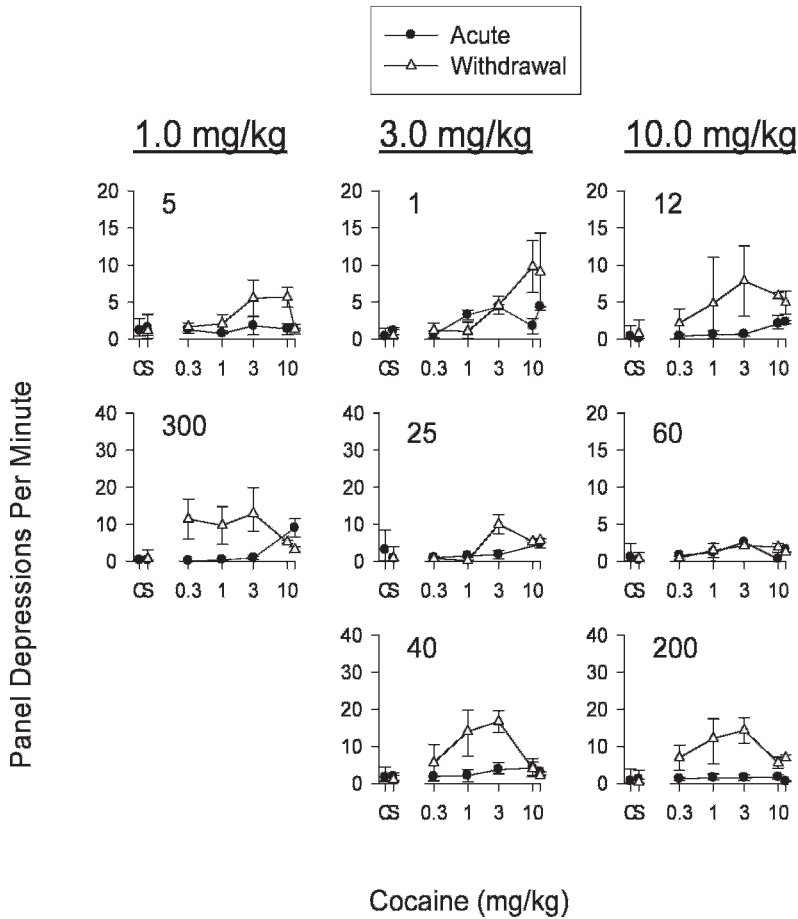 Acute
Withdrawal
1.0 mg/kg 3.0 mg/kg 10.0 mg/kg
20 5 20 1 20 12
15 15 15
10 10 10
5 5 5
0 0 0
CS 0.3 1 3 10 CS 0.3 1 3 10 CS 0.3 1 3 10
40 300 40 25 20 60
30 30 15
20 20 10
10 10 5
0 0 0
CS 0.3 1 3 10 CS 0.3 1 3 10 CS 0.3 1 3 10
40 40 40 200
30 30
20 20
10 10
0 0
CS 0.3 1 3 10 CS 0.3 1 3 10
Panel Depressions Per Minute
Cocaine (mg/kg)